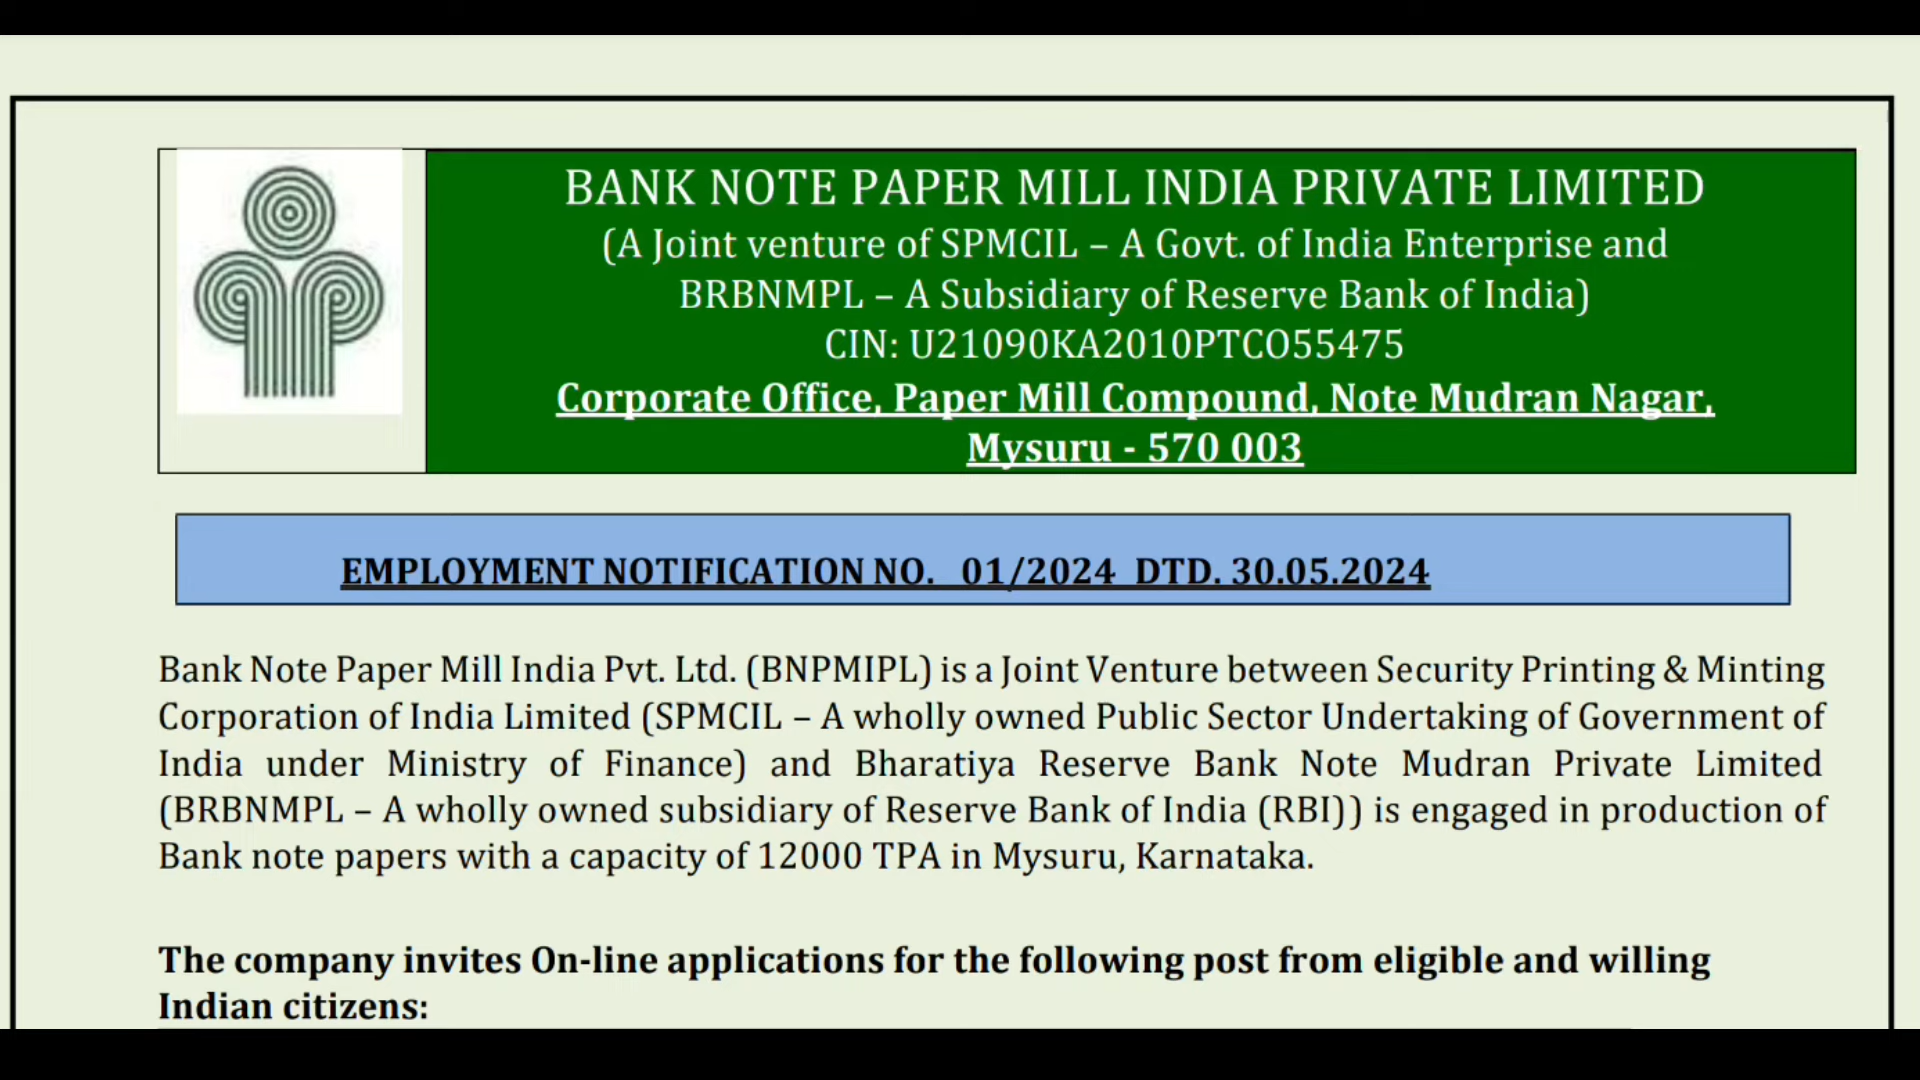 BANK NOTE PAPER MILL INDIA PRIVATE LIMITED
(A Joint venture of SPMCIL – A Govt. of India Enterprise and
BRBNMPL – A Subsidiary of Reserve Bank of India)
CIN: U21090KA2010PTCO55475
Corporate Office, Paper Mill Compound, Note Mudran Nagar,
Mysuru - 570 003
EMPLOYMENT NOTIFICATION NO. 01/2024 DTD. 30.05.2024
Bank Note Paper Mill India Pvt. Ltd. (BNPMIPL) is a Joint Venture between Security Printing & Minting
Corporation of India Limited (SPMCIL – A wholly owned Public Sector Undertaking of Government of
India under Ministry of Finance) and Bharatiya Reserve Bank Note Mudran Private Limited
(BRBNMPL – A wholly owned subsidiary of Reserve Bank of India (RBI)) is engaged in production of
Bank note papers with a capacity of 12000 TPA in Mysuru, Karnataka.
The company invites On-line applications for the following post from eligible and willing
Indian citizens: